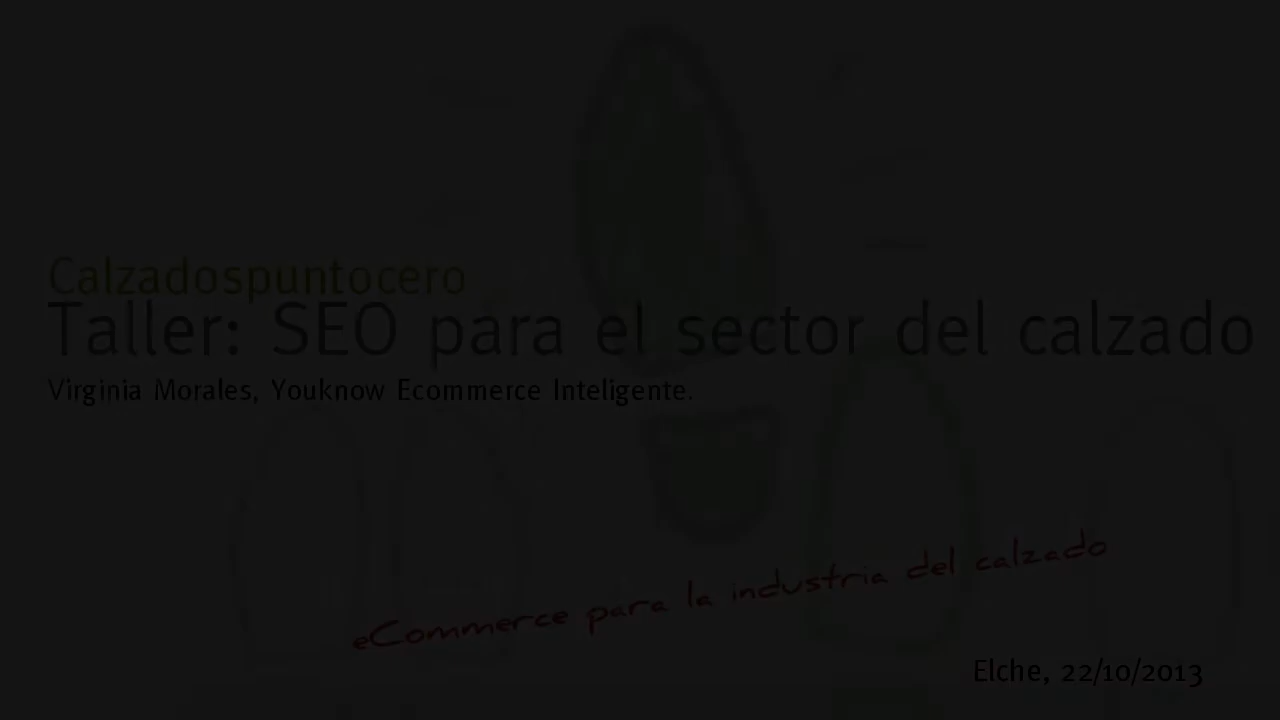 Calzadospuntocero
Taller: SEO para el sector del calzado
Virginia Morales, Youknow Ecommerce Inteligente.
eCommerce para la industria del calzado
Elche, 22/10/2013